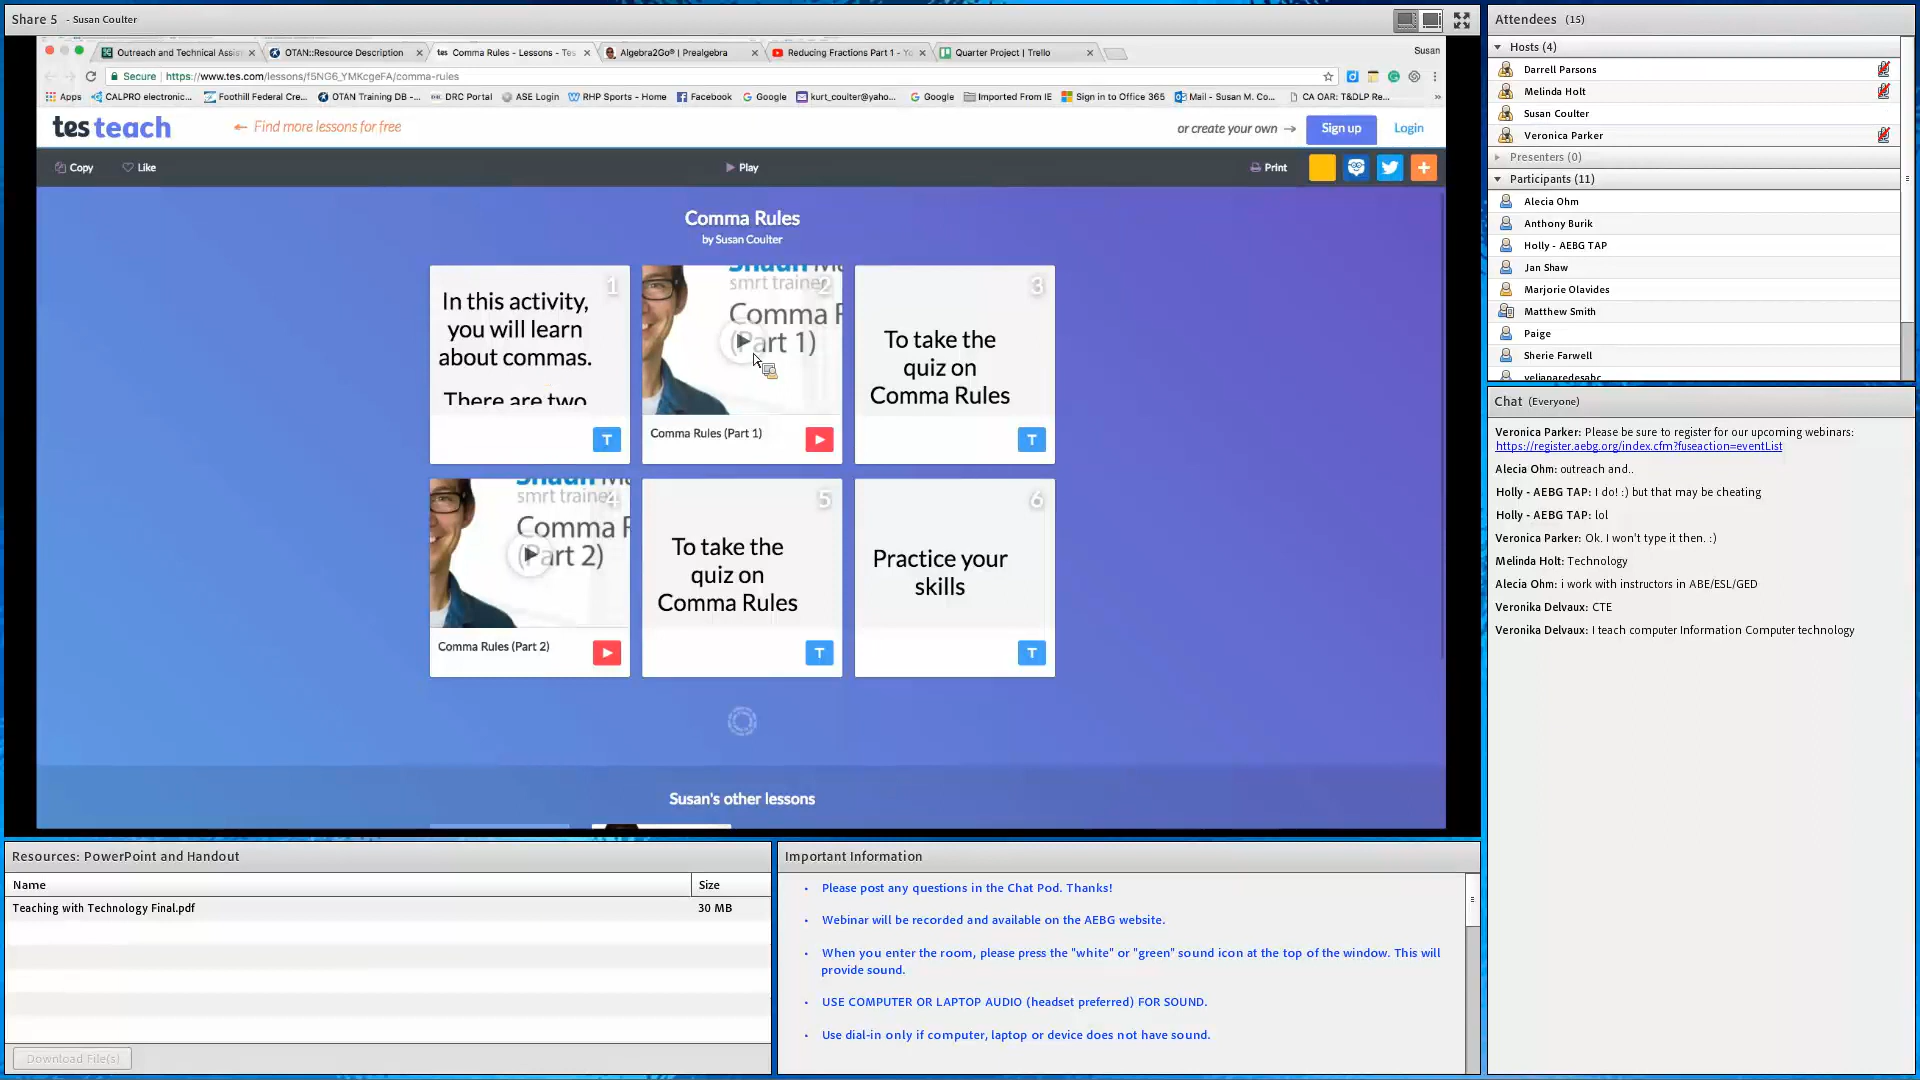 Share 5 - Susan Coulter
Outreach and Technical Assis
OTAN::Resource Description
tes Comma Rules - Lessons - Tes
Algebra2Go® | Prealgebra
Reducing Fractions Part 1 - Yo
Quarter Project | Trello
Susan
Secure https://www.tes.com/lessons/f5NG6_YMKcgeFA/comma-rules
Apps CALPRO electronic... Foothill Federal Cre... OTAN Training DB -... DRC Portal ASE Login RHP Sports - Home Facebook Google kurt_coulter@yaho... Google Imported From IE Sign in to Office 365 Mail - Susan M. Co... CA OAR: T&DLP Re... »
tes teach ← Find more lessons for free or create your own → Sign up Login
Copy Like Play Print
Comma Rules
by Susan Coulter
1
In this activity,
you will learn
about commas.
There are two
T
2
smrt trainer
Comma
(Part 1)
Comma Rules (Part 1)
3
To take the
quiz on
Comma Rules
T
4
smrt trainer
Comma
(Part 2)
Comma Rules (Part 2)
5
To take the
quiz on
Comma Rules
T
6
Practice your
skills
T
Susan's other lessons
Attendees (15)
Hosts (4)
Darrell Parsons
Melinda Holt
Susan Coulter
Veronica Parker
Presenters (0)
Participants (11)
Alecia Ohm
Anthony Burik
Holly - AEBG TAP
Jan Shaw
Marjorie Olavides
Matthew Smith
Paige
Sherie Farwell
veliaparedesabc
Chat (Everyone)
Veronica Parker: Please be sure to register for our upcoming webinars:
https://register.aebg.org/index.cfm?fuseaction=eventList
Alecia Ohm: outreach and..
Holly - AEBG TAP: I do! :) but that may be cheating
Holly - AEBG TAP: lol
Veronica Parker: Ok. I won't type it then. :)
Melinda Holt: Technology
Alecia Ohm: i work with instructors in ABE/ESL/GED
Veronika Delvaux: CTE
Veronika Delvaux: I teach computer Information Computer technology
Resources: PowerPoint and Handout
Name Size
Teaching with Technology Final.pdf 30 MB
Download File(s)
Important Information
• Please post any questions in the Chat Pod. Thanks!
• Webinar will be recorded and available on the AEBG website.
• When you enter the room, please press the "white" or "green" sound icon at the top of the window. This will
provide sound.
• USE COMPUTER OR LAPTOP AUDIO (headset preferred) FOR SOUND.
• Use dial-in only if computer, laptop or device does not have sound.